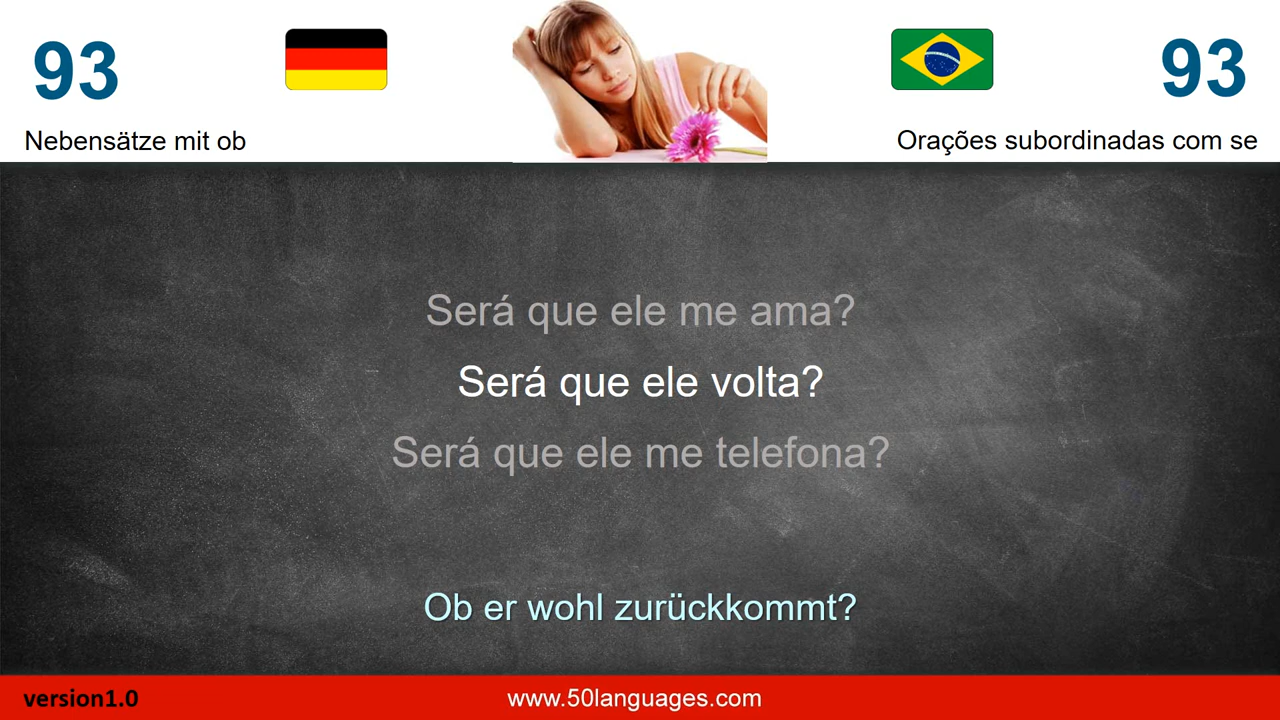 93
93
Nebensätze mit ob
Orações subordinadas com se
Será que ele me ama?
Será que ele volta?
Será que ele me telefona?
Ob er wohl zurückkommt?
version1.0
www.50languages.com